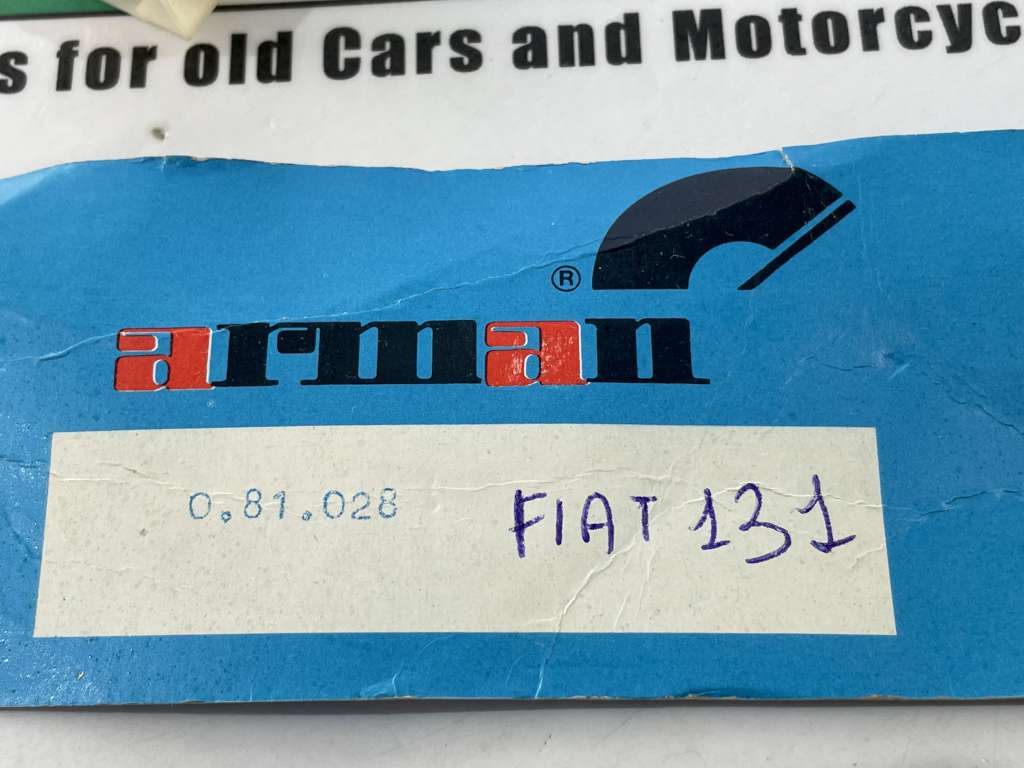 s for old Cars and Motorcyc
®
arman
0.81.028 FIAT 131